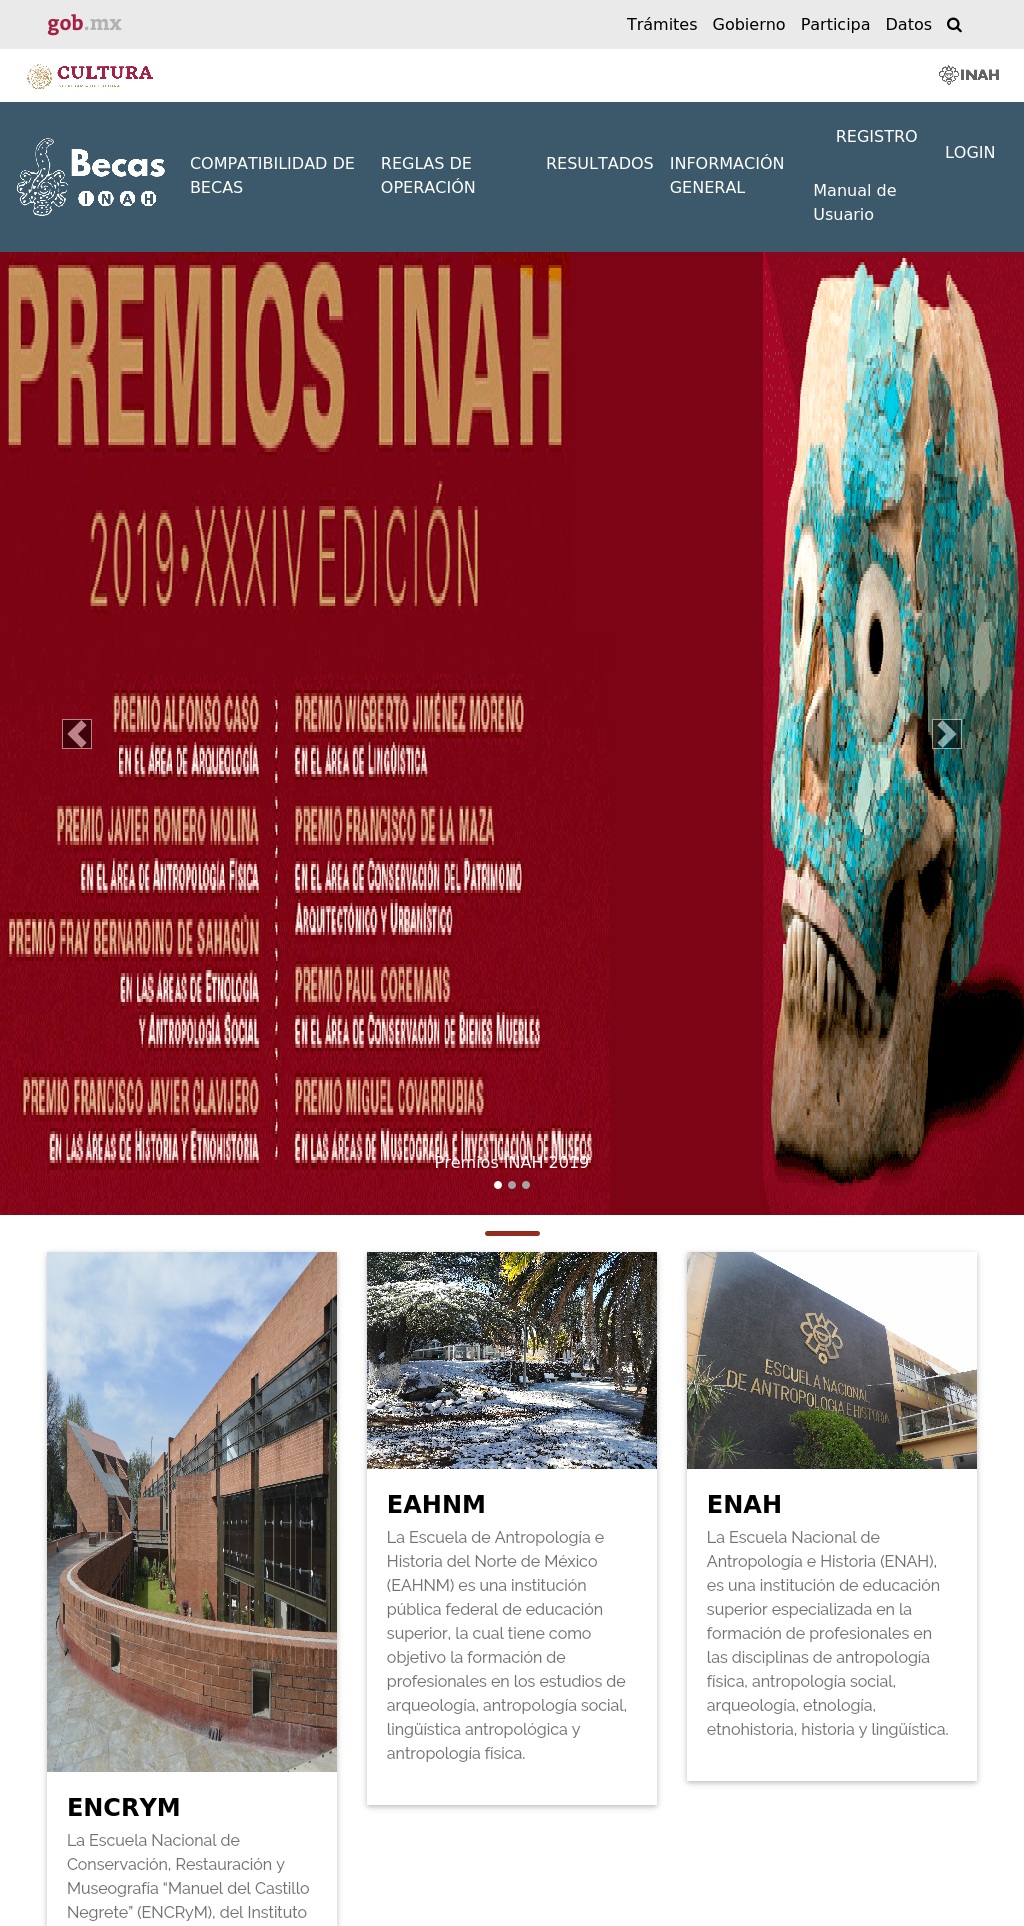 gob.mx
Trámites Gobierno Participa Datos
CULTURA
INAH
Becas
INAH
COMPATIBILIDAD DE
BECAS
REGLAS DE
OPERACIÓN
RESULTADOS
INFORMACIÓN
GENERAL
REGISTRO
Manual de
Usuario
LOGIN
PREMIOS INAH
2019•XXXIV EDICIÓN
PREMIO ALFONSO CASO
EN EL ÁREA DE ARQUEOLOGÍA
PREMIO JAVIER ROMERO MOLINA
EN EL ÁREA DE ANTROPOLOGÍA FÍSICA
PREMIO FRAY BERNARDINO DE SAHAGÚN
EN LAS ÁREAS DE ETNOLOGÍA
Y ANTROPOLOGÍA SOCIAL
PREMIO FRANCISCO JAVIER CLAVIJERO
EN LAS ÁREAS DE HISTORIA Y ETNOHISTORIA
PREMIO WIGBERTO JIMÉNEZ MORENO
EN EL ÁREA DE LINGÜÍSTICA
PREMIO FRANCISCO DE LA MAZA
EN EL ÁREA DE CONSERVACIÓN DEL PATRIMONIO
ARQUITECTÓNICO Y URBANÍSTICO
PREMIO PAUL COREMANS
EN EL ÁREA DE CONSERVACIÓN DE BIENES MUEBLES
PREMIO MIGUEL COVARRUBIAS
EN LAS ÁREAS DE MUSEOGRAFÍA E INVESTIGACIÓN DE MUSEOS
Premios INAH 2019
ENCRYM
La Escuela Nacional de
Conservación, Restauración y
Museografía “Manuel del Castillo
Negrete” (ENCRyM), del Instituto
EAHNM
La Escuela de Antropología e
Historia del Norte de México
(EAHNM) es una institución
pública federal de educación
superior, la cual tiene como
objetivo la formación de
profesionales en los estudios de
arqueología, antropología social,
lingüística antropológica y
antropología física.
ESCUELA NACIONAL
DE ANTROPOLOGIA E HISTORIA
ENAH
La Escuela Nacional de
Antropología e Historia (ENAH),
es una institución de educación
superior especializada en la
formación de profesionales en
las disciplinas de antropología
física, antropología social,
arqueología, etnología,
etnohistoria, historia y lingüística.